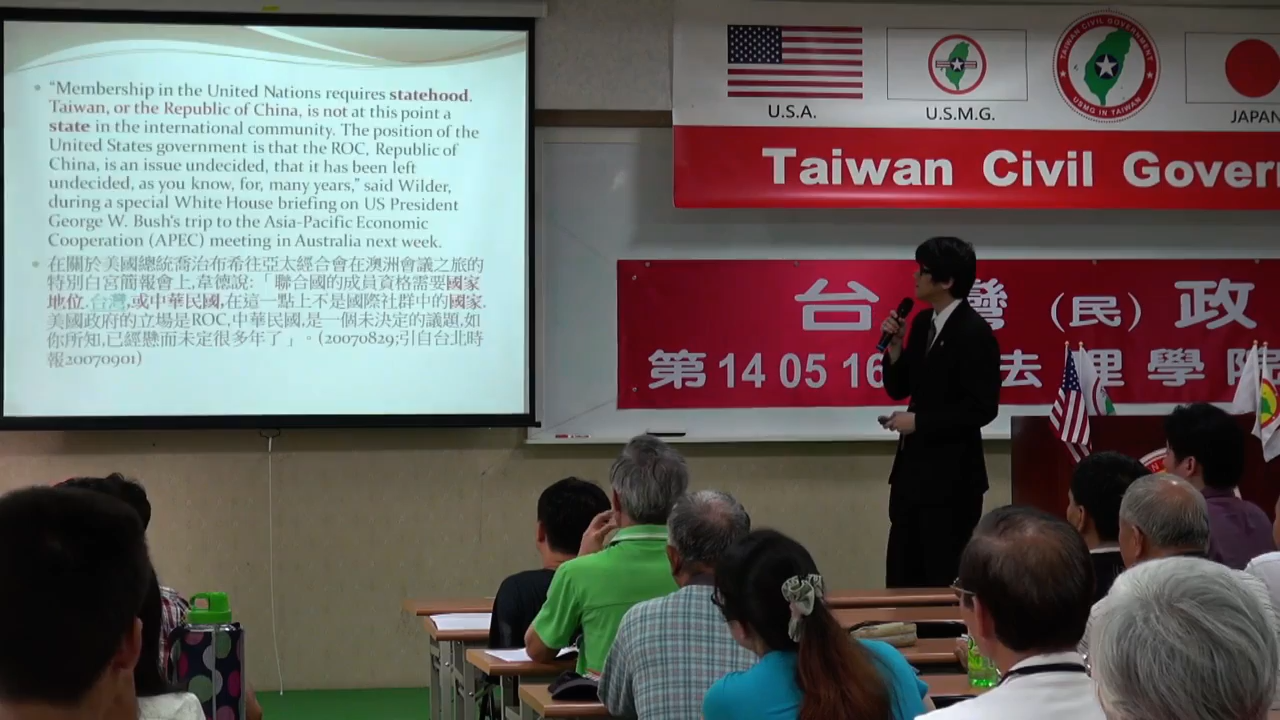 “Membership in the United Nations requires statehood.
Taiwan, or the Republic of China, is not at this point a
state in the international community. The position of the
United States government is that the ROC, Republic of
China, is an issue undecided, that it has been left
undecided, as you know, for, many years,” said Wilder,
during a special White House briefing on US President
George W. Bush's trip to the Asia-Pacific Economic
Cooperation (APEC) meeting in Australia next week.
在關於美國總統喬治布希往亞太經合會在澳洲會議之旅的
特別白宮簡報會上,韋德說:「聯合國的成員資格需要國家
地位.台灣,或中華民國,在這一點上不是國際社群中的國家.
美國政府的立場是ROC,中華民國,是一個未決定的議題,如
你所知,已經懸而未定很多年了」。(20070829;引自台北時
報20070901)
U.S.A.
U.S.M.G.
TAIWAN CIVIL GOVERNMENT
USMG IN TAIWAN
JAPAN
Taiwan Civil Govern
台灣(民)政
第14 05 16 法理學院